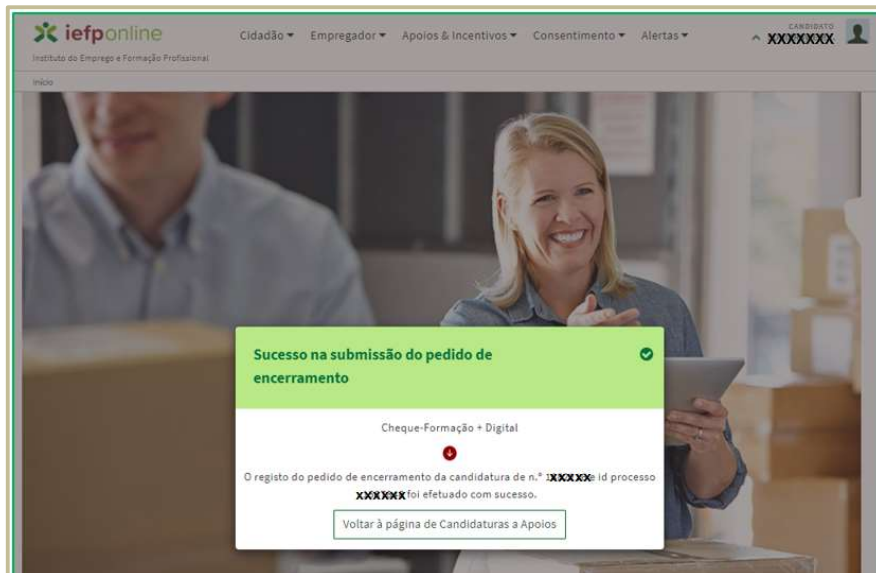 iefponline
Cidadão Empregador Apoios & Incentivos Consentimento Alertas
CANDIDATO
XXXXXXX
Instituto do Emprego e Formação Profissional
Início
Sucesso na submissão do pedido de
encerramento
Cheque-Formação + Digital
O registo do pedido de encerramento da candidatura de n.º 1XXXXX e id processo
XXXXXX foi efetuado com sucesso.
Voltar à página de Candidaturas a Apoios